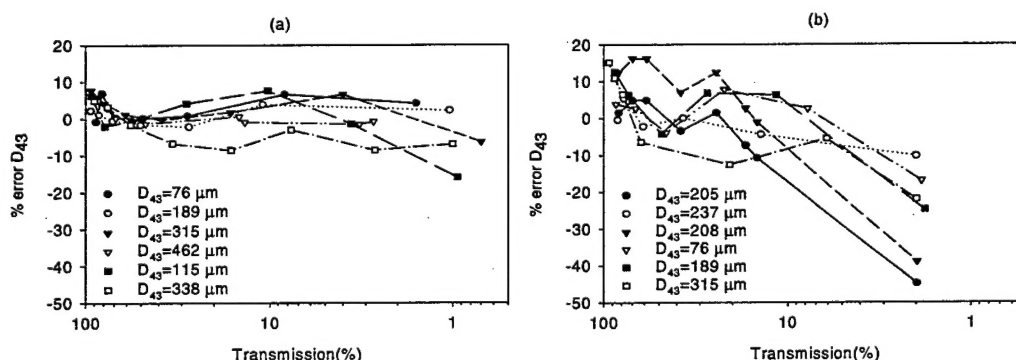 (a)
20
10
0
-10
-20
-30
-40
-50
% error D43
D43=76 µm
D43=189 µm
D43=315 µm
D43=462 µm
D43=115 µm
D43=338 µm
100
10
1
Transmission(%)
(b)
20
10
0
-10
-20
-30
-40
-50
% error D43
D43=205 µm
D43=237 µm
D43=208 µm
D43=76 µm
D43=189 µm
D43=315 µm
100
10
1
Transmission(%)